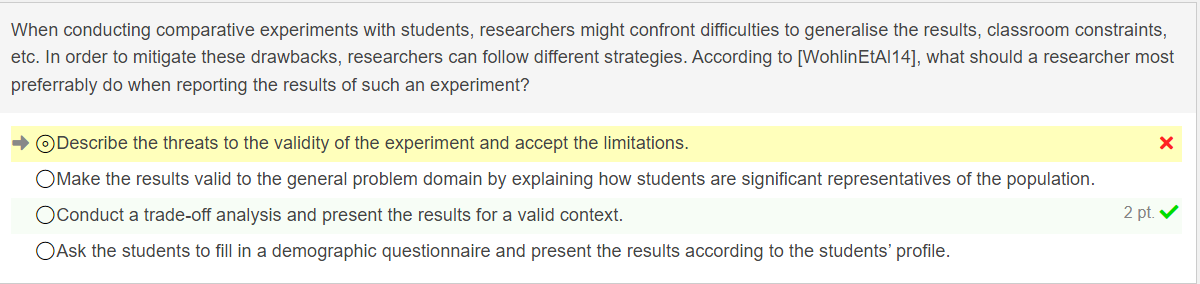 When conducting comparative experiments with students, researchers might confront difficulties to generalise the results, classroom constraints,
etc. In order to mitigate these drawbacks, researchers can follow different strategies. According to [WohlinEtAl14], what should a researcher most
preferrably do when reporting the results of such an experiment?
Describe the threats to the validity of the experiment and accept the limitations.
Make the results valid to the general problem domain by explaining how students are significant representatives of the population.
Conduct a trade-off analysis and present the results for a valid context. 2 pt.
Ask the students to fill in a demographic questionnaire and present the results according to the students’ profile.